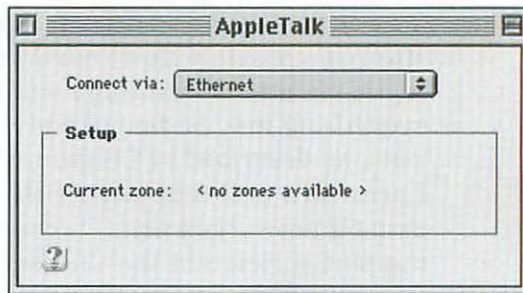 AppleTalk
Connect via: Ethernet
Setup
Current zone: < no zones available >
?